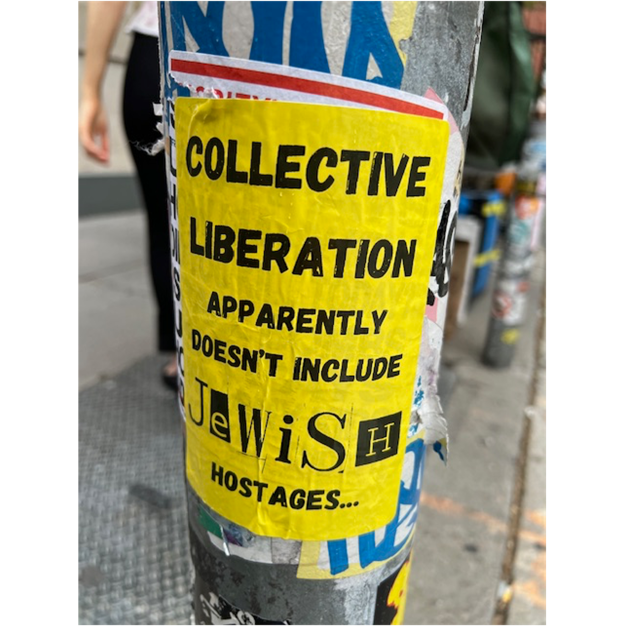 COLLECTIVE
LIBERATION
APPARENTLY
DOESN'T INCLUDE
JeWiSH
HOSTAGES...